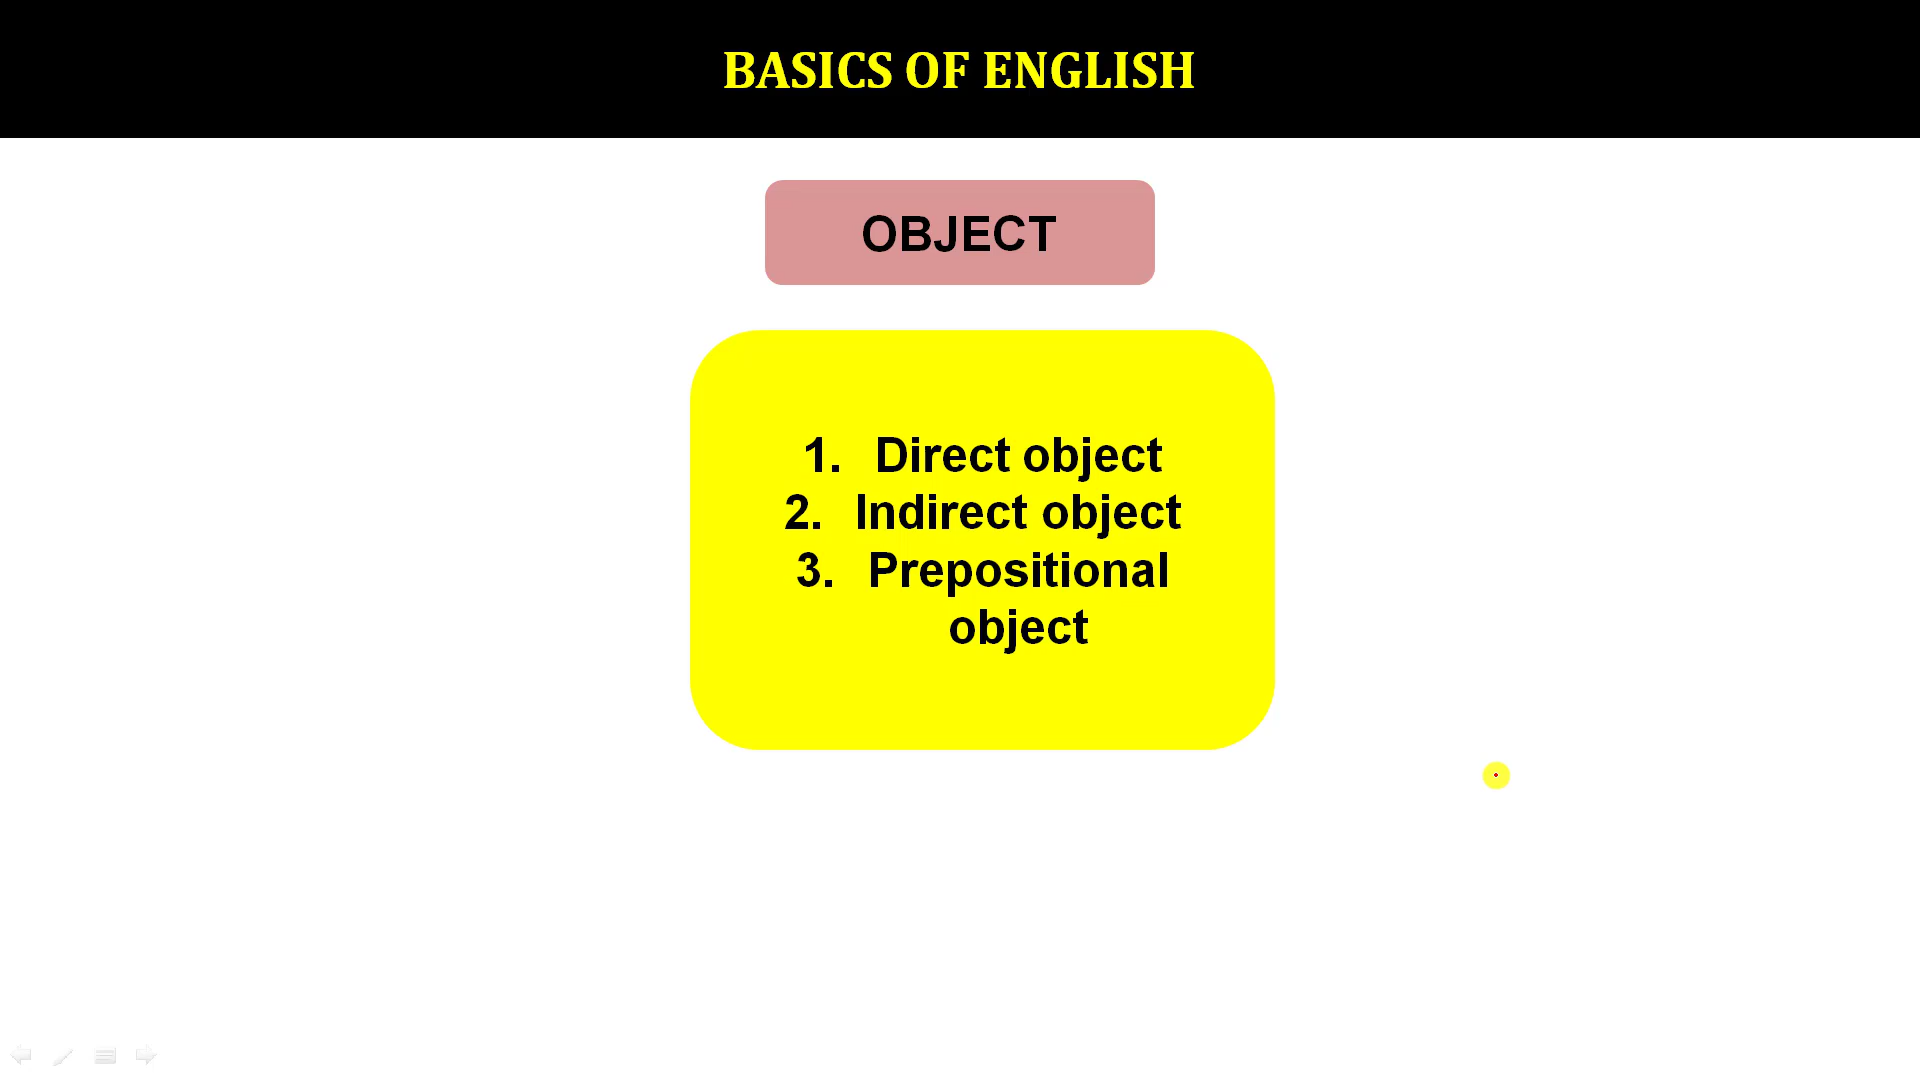 BASICS OF ENGLISH
OBJECT
1. Direct object
2. Indirect object
3. Prepositional
object